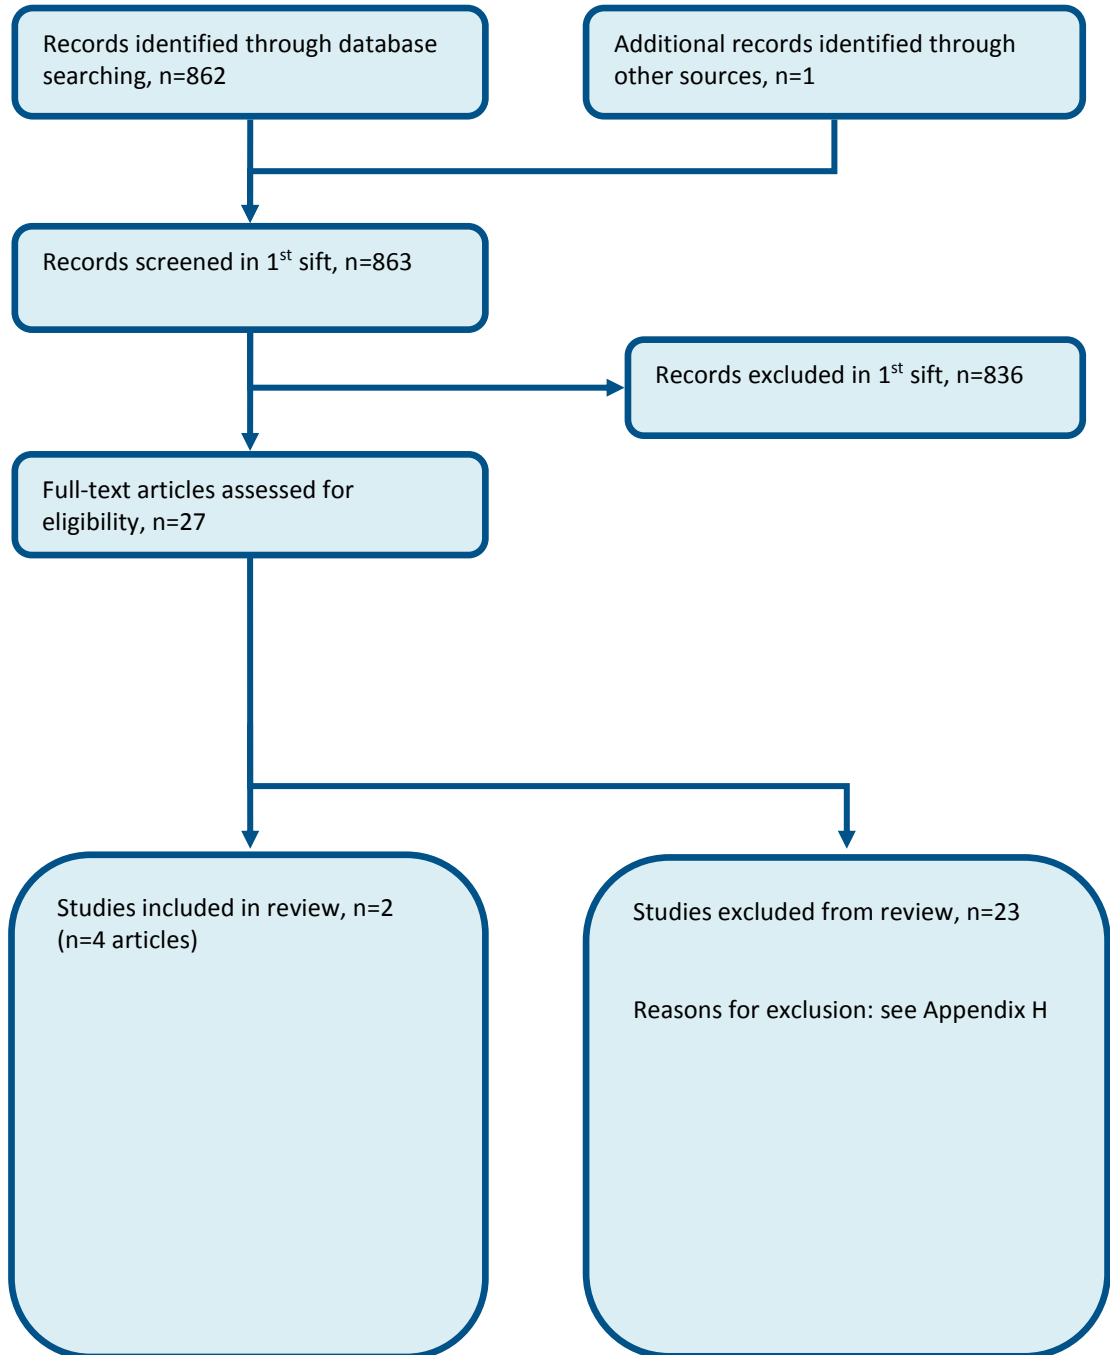 Records identified through database
searching, n=862
Additional records identified through
other sources, n=1
Records screened in 1st sift, n=863
Records excluded in 1st sift, n=836
Full-text articles assessed for
eligibility, n=27
Studies included in review, n=2
(n=4 articles)
Studies excluded from review, n=23
Reasons for exclusion: see Appendix H